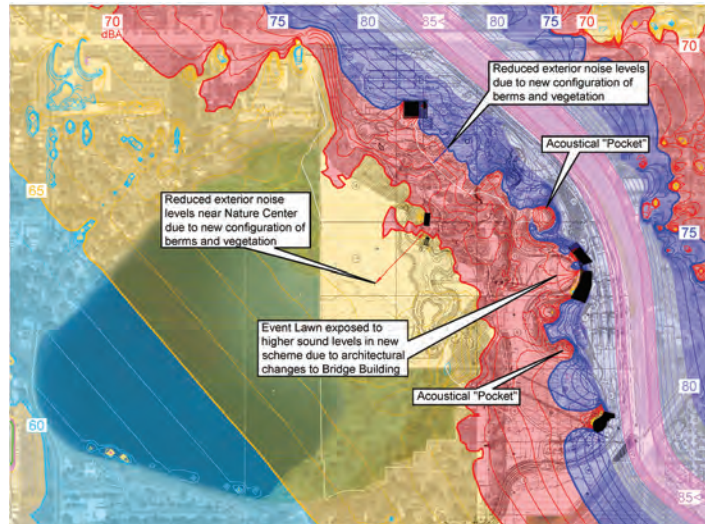 70
dBA
75
80
85<
75
70
70
Reduced exterior noise levels
due to new configuration of
berms and vegetation
Acoustical "Pocket"
65
Reduced exterior noise
levels near Nature Center
due to new configuration of
berms and vegetation
75
Event Lawn exposed to
higher sound levels in new
scheme due to architectural
changes to Bridge Building
Acoustical "Pocket"
80
60
85<